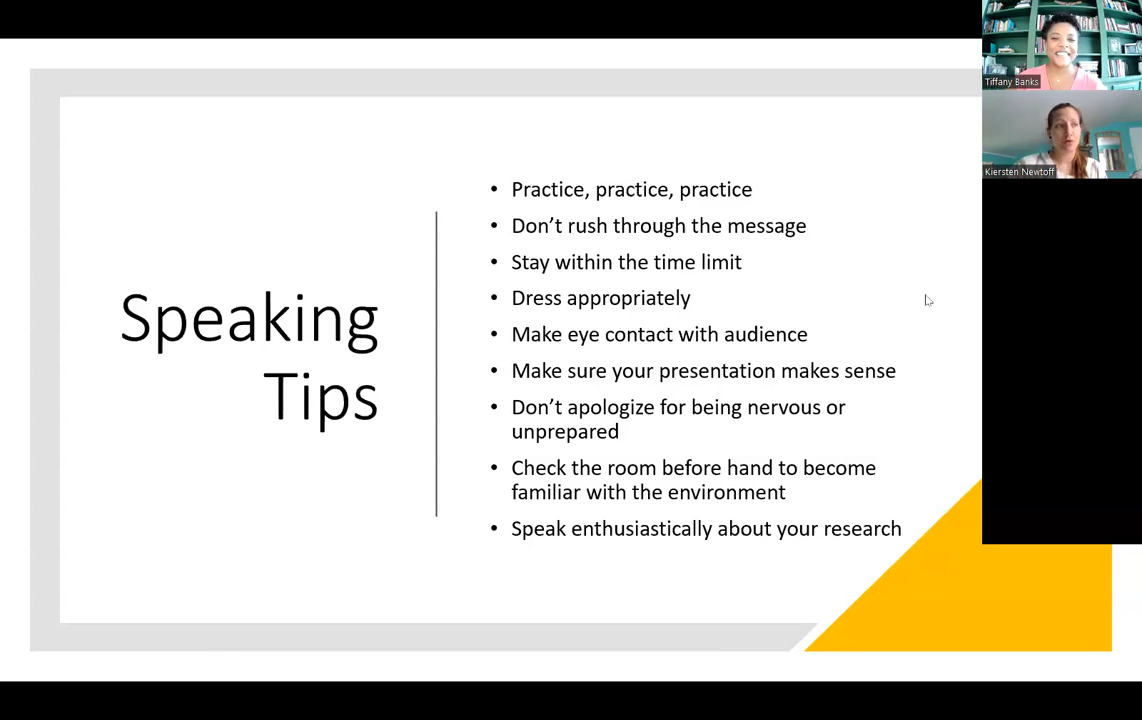 Speaking
Tips
• Practice, practice, practice
• Don’t rush through the message
• Stay within the time limit
• Dress appropriately
• Make eye contact with audience
• Make sure your presentation makes sense
• Don’t apologize for being nervous or
unprepared
• Check the room before hand to become
familiar with the environment
• Speak enthusiastically about your research
Tiffany Banks
Kiersten Newtoff